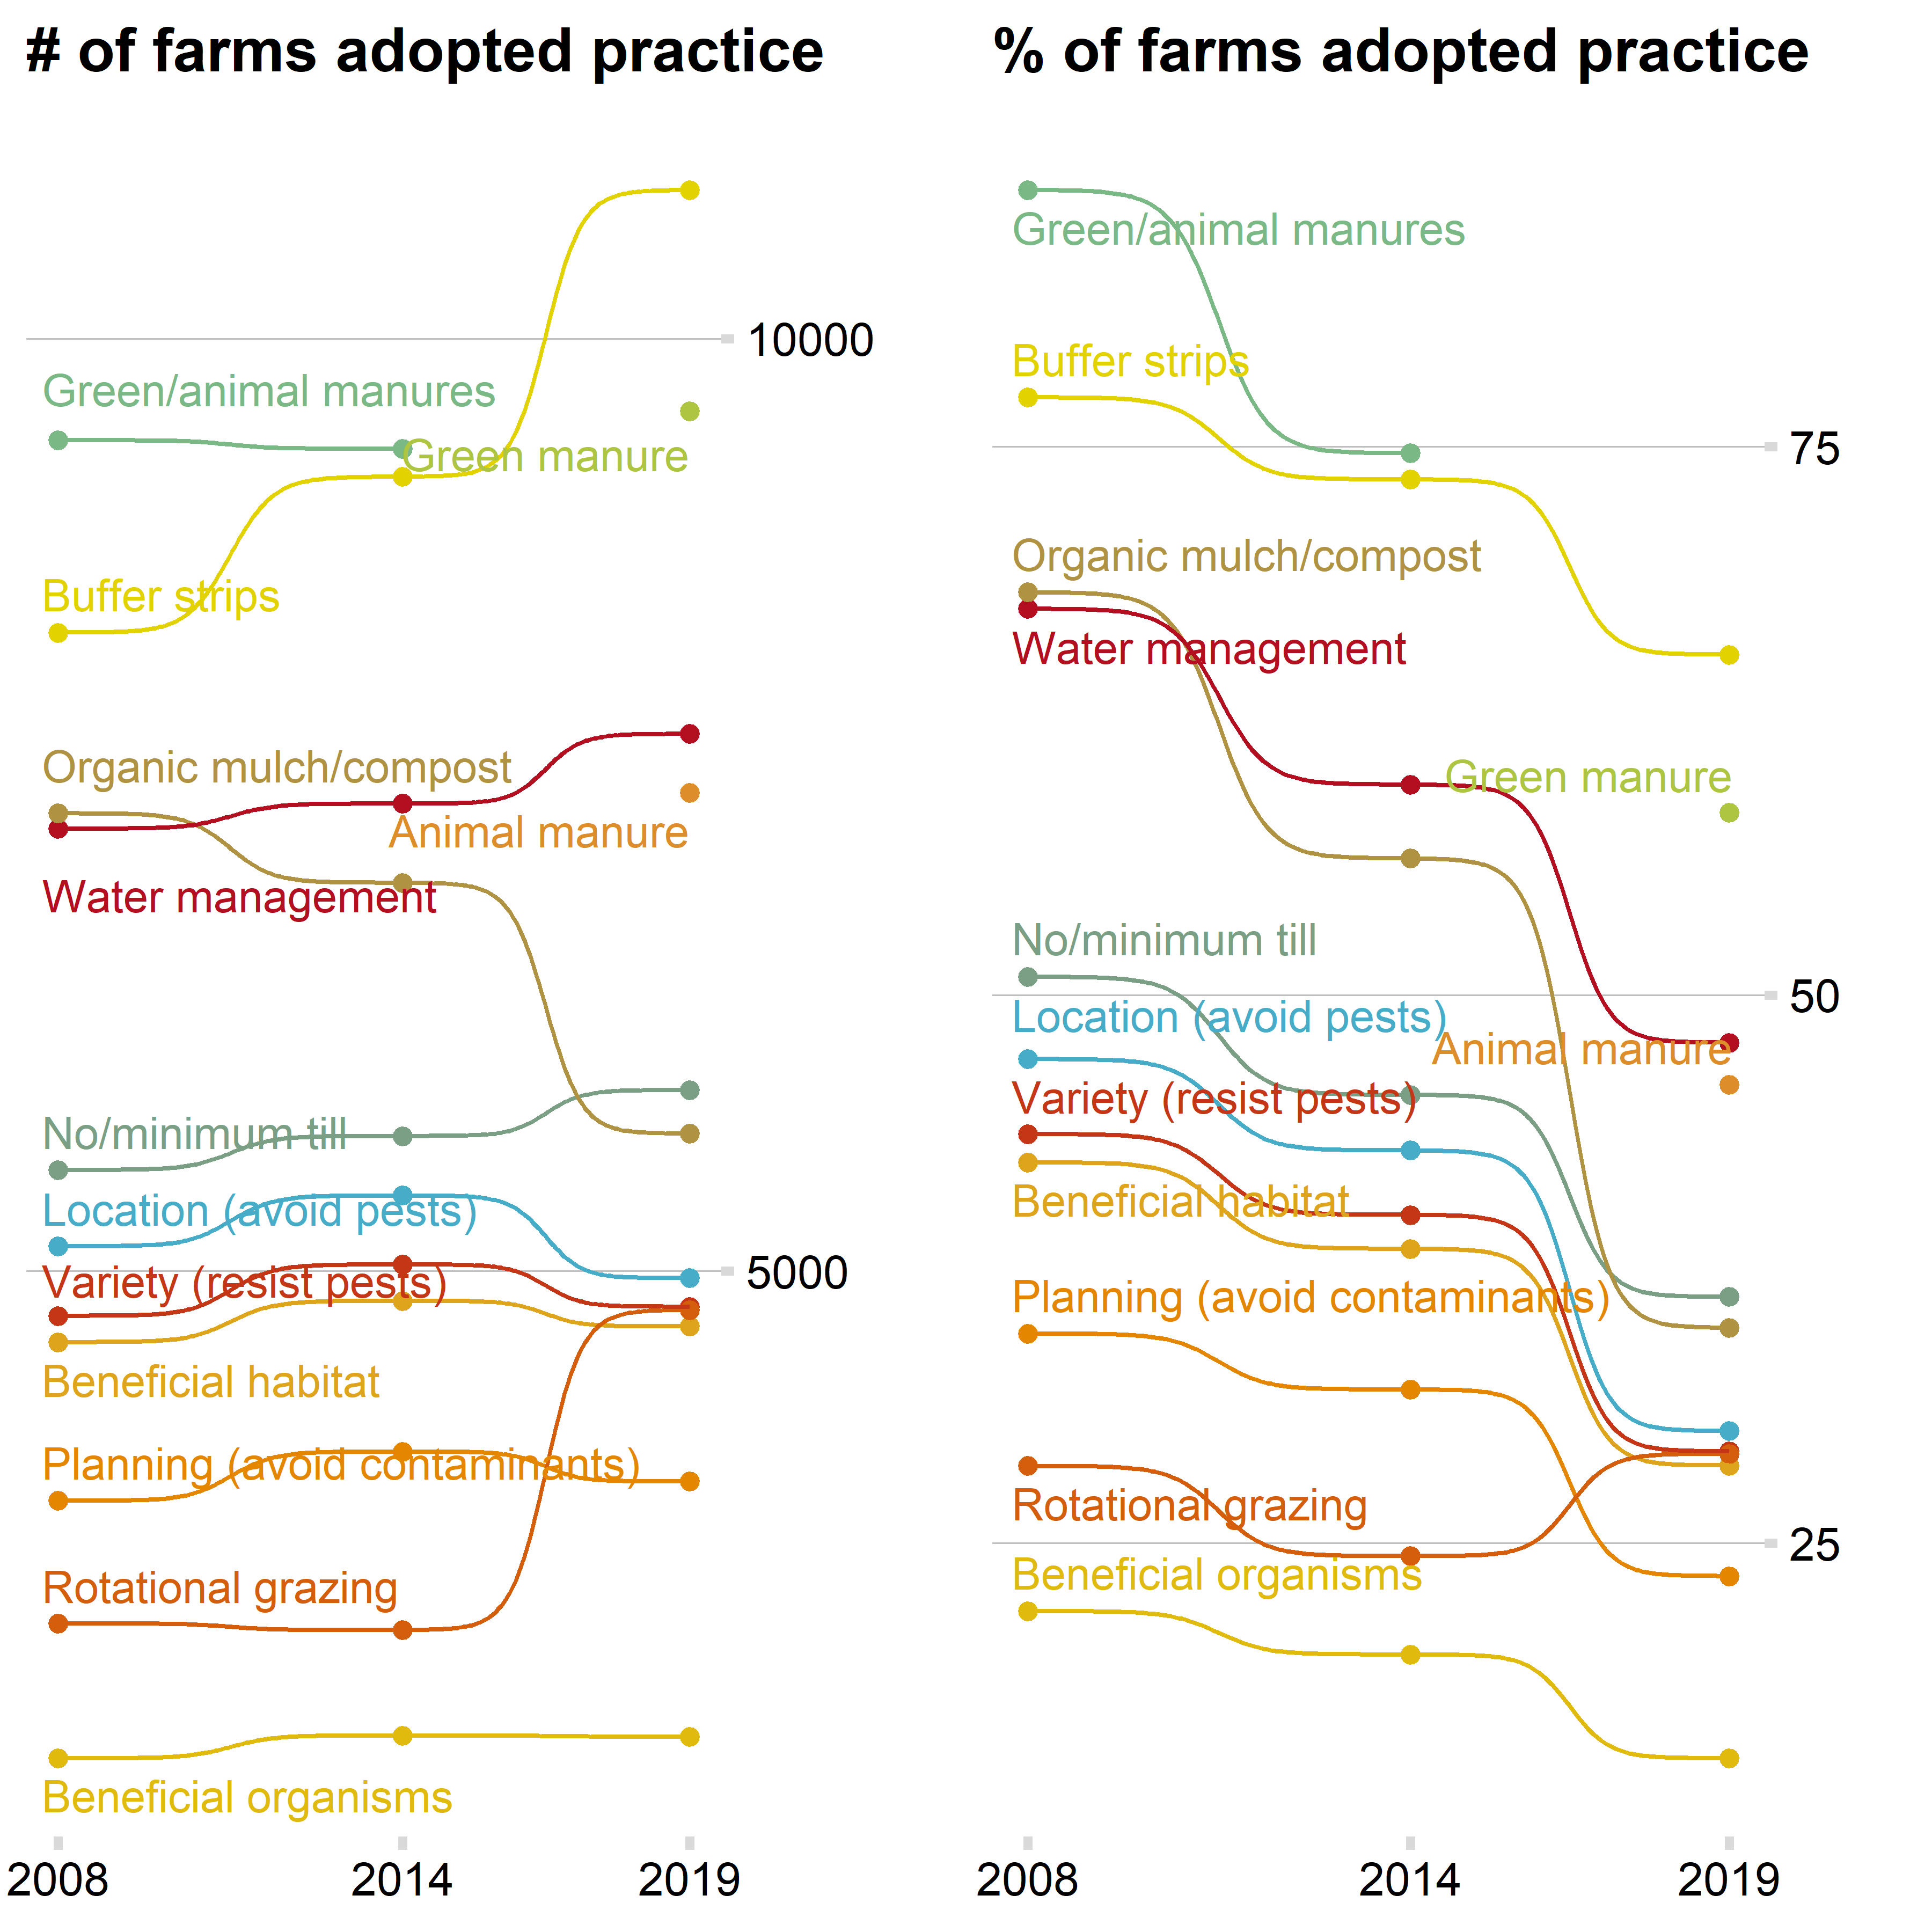 # of farms adopted practice
10000
Green/animal manures
Green manure
Buffer strips
Organic mulch/compost
Animal manure
Water management
No/minimum till
Location (avoid pests)
5000
Variety (resist pests)
Beneficial habitat
Planning (avoid contaminants)
Rotational grazing
Beneficial organisms
2008
2014
2019
% of farms adopted practice
Green/animal manures
Buffer strips
75
Organic mulch/compost
Water management
Green manure
No/minimum till
50
Location (avoid pests)
Animal manure
Variety (resist pests)
Beneficial habitat
Planning (avoid contaminants)
Rotational grazing
25
Beneficial organisms
2008
2014
2019